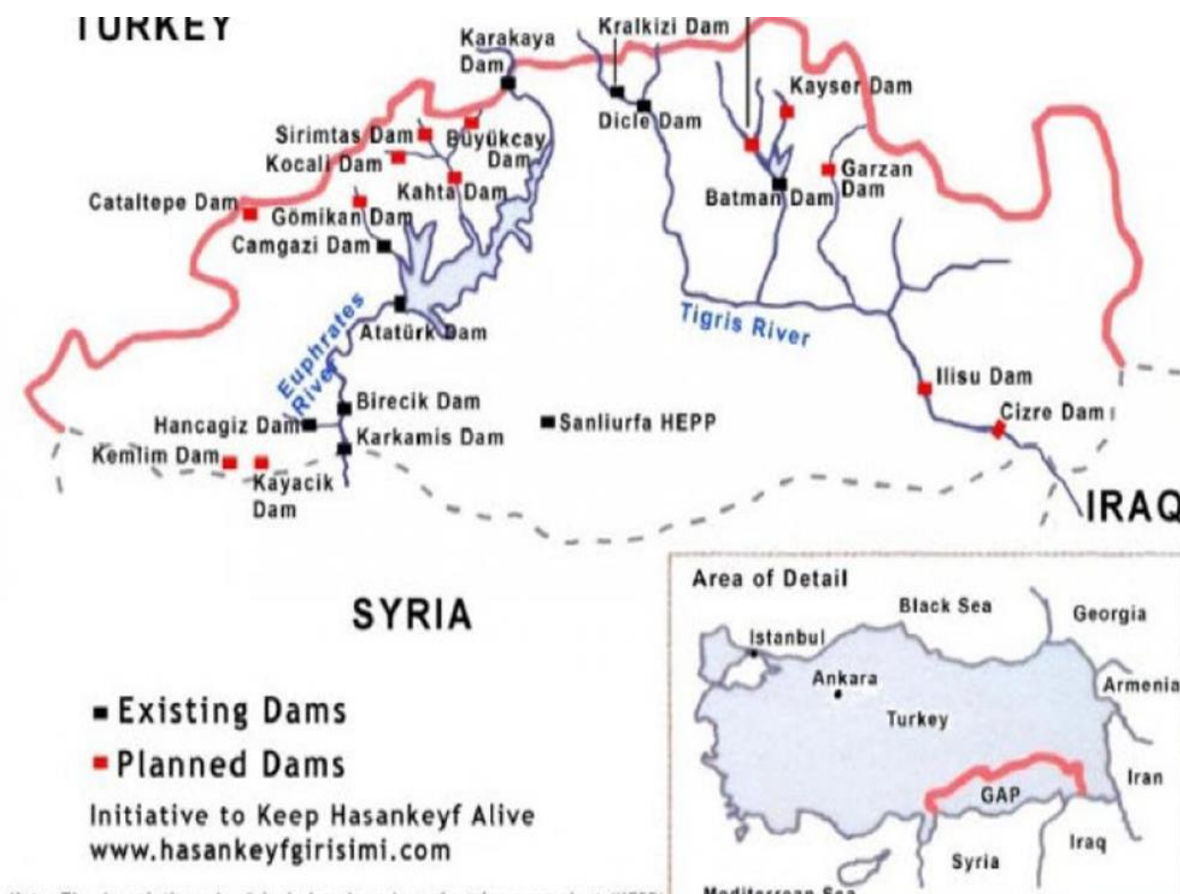 TURKEY
Karakaya
Dam
Kralkizi Dam
Kayser Dam
Dicle Dam
Sirimtas Dam
Büyükcay
Dam
Kocali Dam
Kahta Dam
Batman Dam
Garzan
Dam
Cataltepe Dam
Gömikan Dam
Camgazi Dam
Atatürk Dam
Euphrates
River
Tigris River
Ilisu Dam
Birecik Dam
Cizre Dam
Hancagiz Dam
Sanliurfa HEPP
Karkamis Dam
Kemlim Dam
Kayacik
Dam
IRAQ
SYRIA
Existing Dams
Planned Dams
Initiative to Keep Hasankeyf Alive
www.hasankeyfgirisimi.com
Area of Detail
Black Sea
Georgia
Istanbul
Ankara
Armenia
Turkey
Iran
GAP
Iraq
Syria
Mediterrean Sea